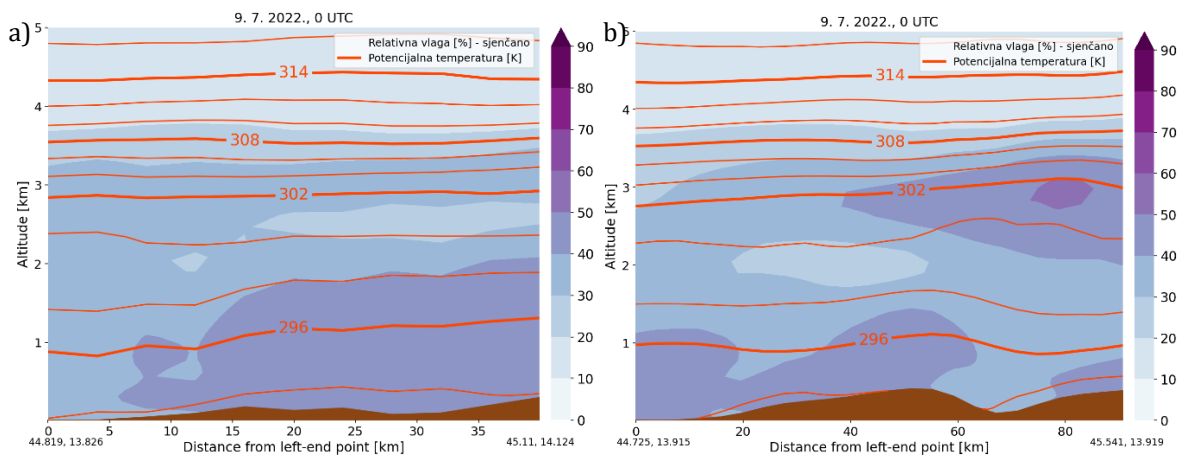 a)
9. 7. 2022., 0 UTC
Relativna vlaga [%] - sjenčano
Potencijalna temperatura [K]
314
308
302
296
5
4
3
2
1
Altitude [km]
0 5 10 15 20 25 30 35
44.819, 13.826
Distance from left-end point [km]
45.11, 14.124
90
80
70
60
50
40
30
20
10
0
b)
9. 7. 2022., 0 UTC
Relativna vlaga [%] - sjenčano
Potencijalna temperatura [K]
314
308
302
296
4
3
2
1
Altitude [km]
0 20 40 60 80
44.725, 13.915
Distance from left-end point [km]
45.541, 13.919
90
80
70
60
50
40
30
20
10
0